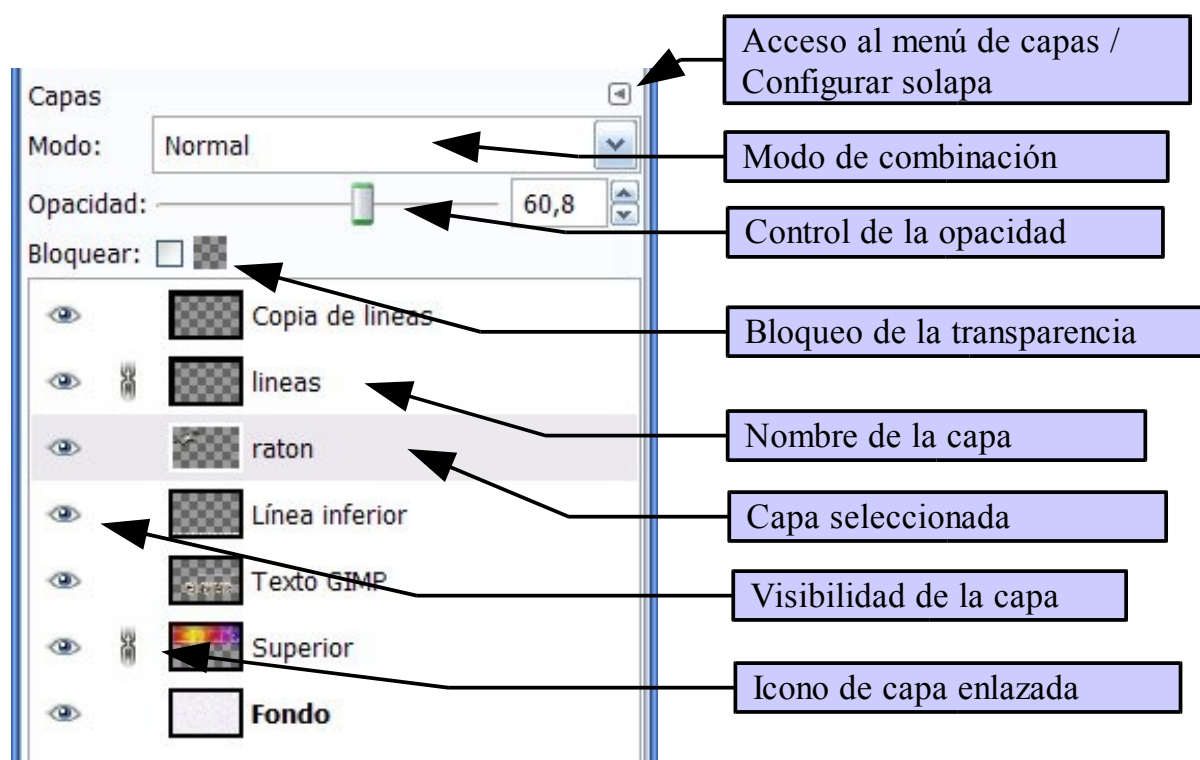 Acceso al menú de capas /
Configurar solapa
Capas
Modo: Normal
Modo de combinación
Opacidad: 60,8
Control de la opacidad
Bloquear:
Copia de lineas
Bloqueo de la transparencia
lineas
Nombre de la capa
raton
Línea inferior
Capa seleccionada
Texto GIMP
Visibilidad de la capa
Superior
Icono de capa enlazada
Fondo